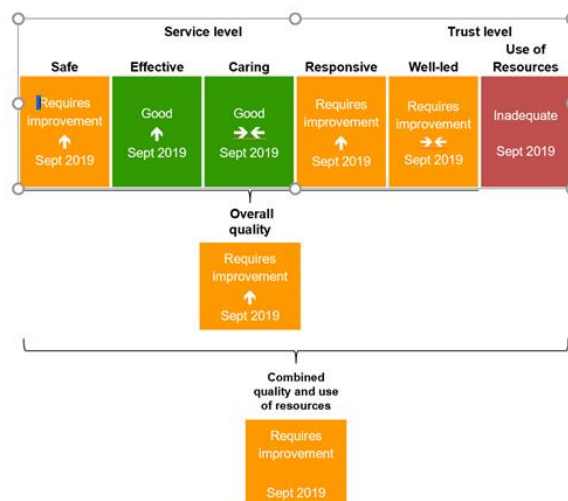 Service level
Trust level
Safe
Effective
Caring
Responsive
Well-led
Use of
Resources
Requires
improvement
Sept 2019
Good
Sept 2019
Good
Sept 2019
Requires
improvement
Sept 2019
Requires
improvement
Sept 2019
Inadequate
Sept 2019
Overall
quality
Requires
improvement
Sept 2019
Combined
quality and use
of resources
Requires
improvement
Sept 2019